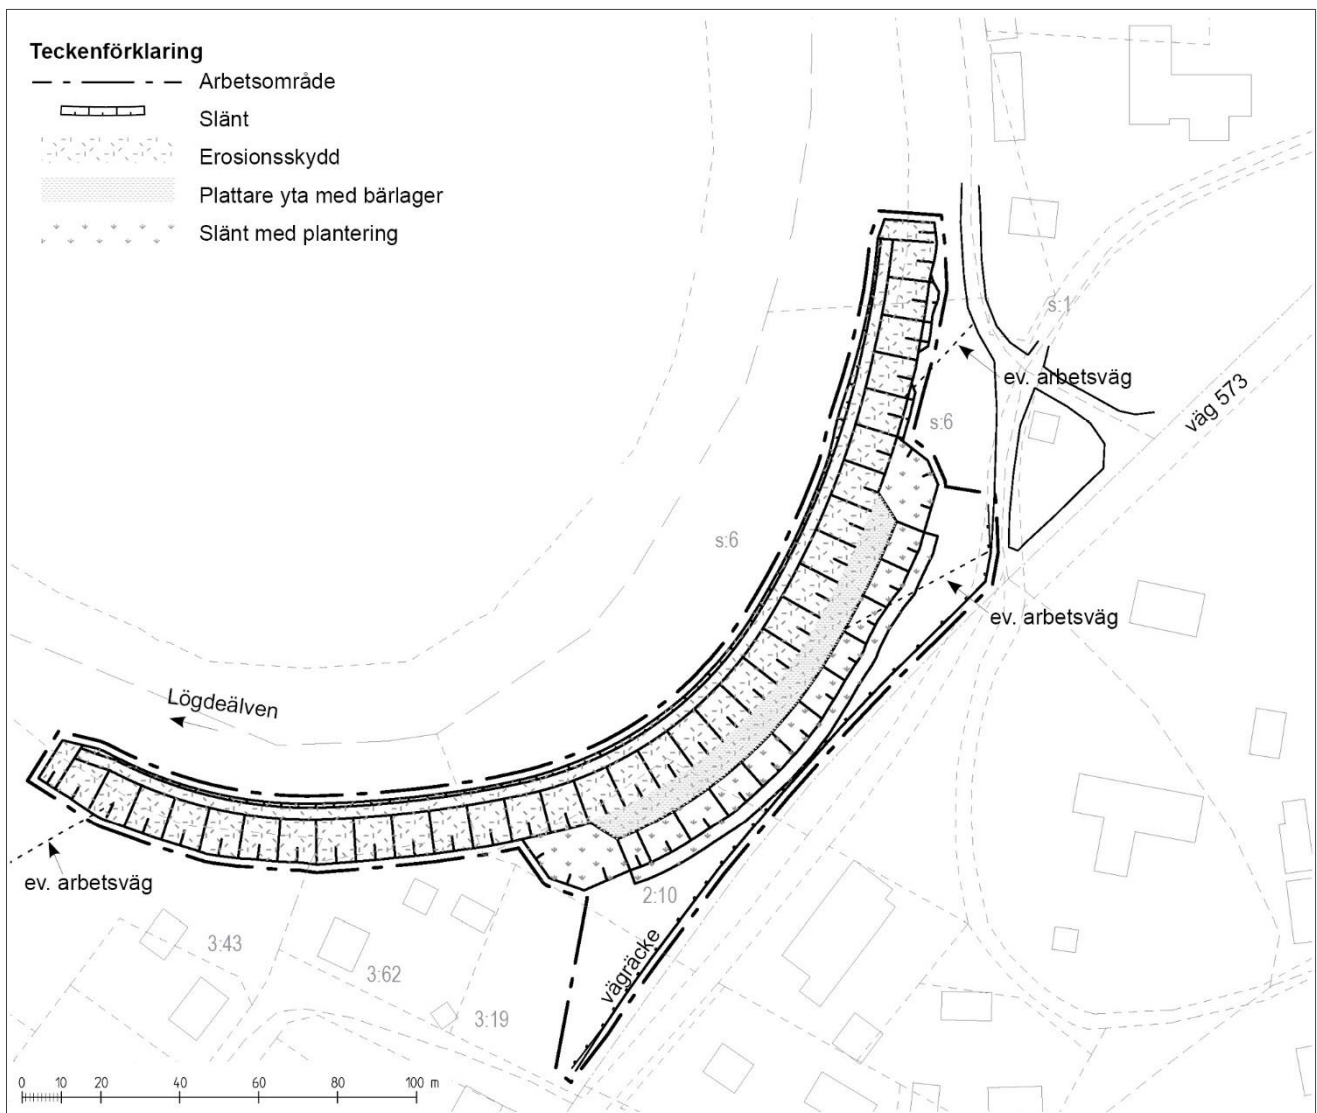 Teckenförklaring
Arbetsområde
Slänt
Erosionsskydd
Plattare yta med bärlager
Slänt med plantering
s:1
ev. arbetsväg
väg 573
s:6
s:6
ev. arbetsväg
Lögdeälven
ev. arbetsväg
2:10
3:43
vägräcke
3:62
3:19
0 10 20 40 60 80 100 m